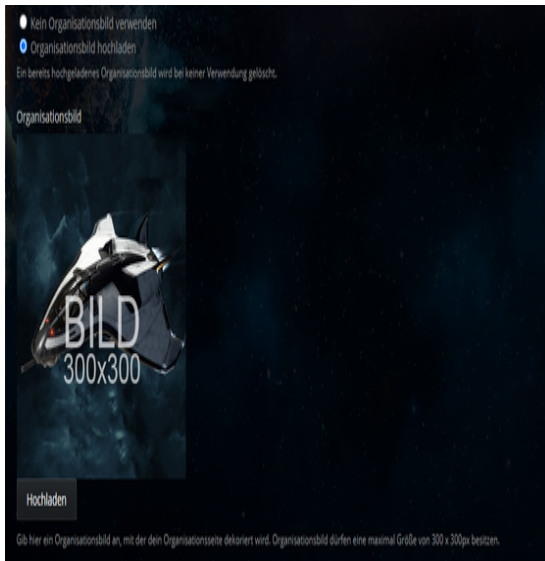 Kein Organisationsbild verwenden
Organisationsbild hochladen
Ein bereits hochgeladenes Organisationsbild wird bei keiner Verwendung gelöscht.
Organisationsbild
BILD
300x300
Hochladen
Gib hier ein Organisationsbild an, mit der dein Organisationsseite dekoriert wird. Organisationsbild dürfen eine maximal Größe von 300 x 300px besitzen.